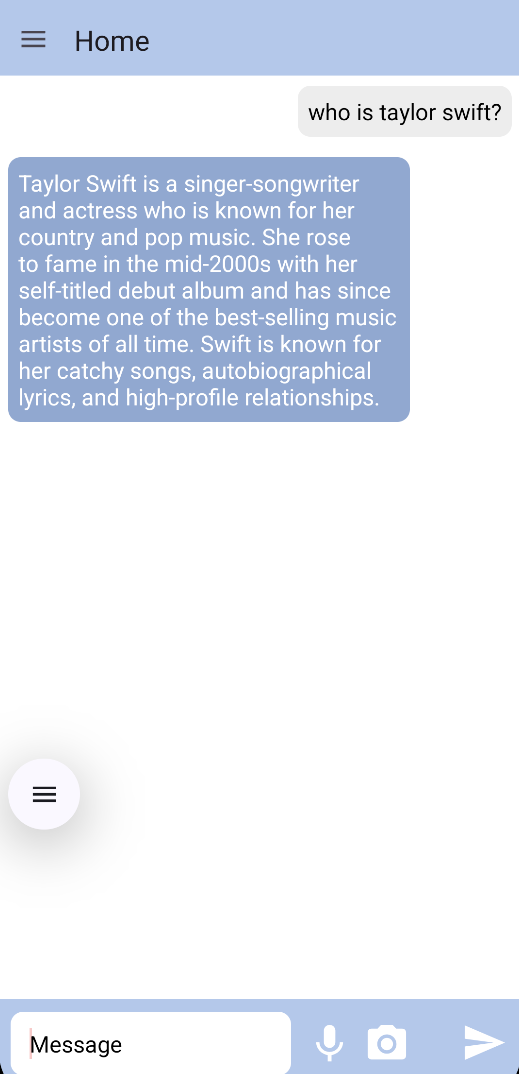 Home
who is taylor swift?
Taylor Swift is a singer-songwriter
and actress who is known for her
country and pop music. She rose
to fame in the mid-2000s with her
self-titled debut album and has since
become one of the best-selling music
artists of all time. Swift is known for
her catchy songs, autobiographical
lyrics, and high-profile relationships.
Message